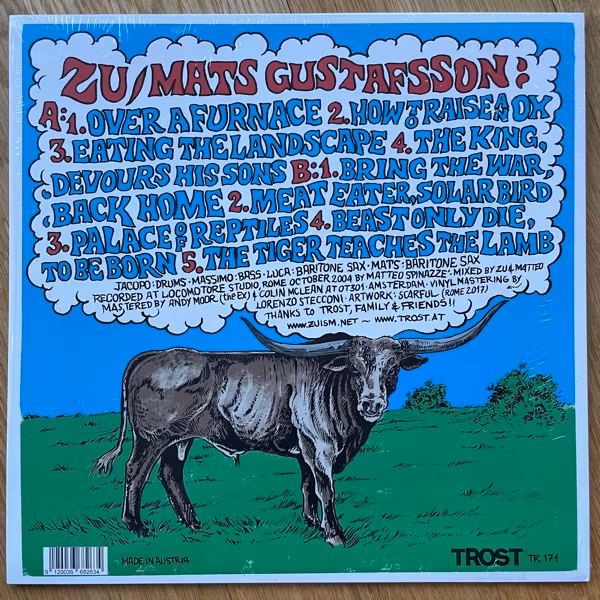 ZU/MATS GUSTAFSSON:
A:1.OVER A FURNACE 2.HOW TO RAISE AN OX
3.EATING THE LANDSCAPE 4.THE KING,
DEVOURS HIS SONS B:1.BRING THE WAR,
BACK HOME 2.MEAT EATER, SOLAR BIRD
3.PALACE OF REPTILES 4.BEAST ONLY DIE,
TO BE BORN 5.THE TIGER TEACHES THE LAMB
JACOPO·DRUMS·MASSIMO·BASS·LUCA·BARITONE SAX·MATS·BARITONE SAX
RECORDED AT LOCOMOTORE STUDIO, ROME OCTOBER 2004 BY MATTEO SPINAZZE'·MIXED BY ZU & MATTEO
MASTERED BY ANDY MOOR (the EX) & COLIN McLEAN AT OT301·AMSTERDAM·VINYL MASTERING BY
LORENZO STECCONI·ARTWORK·SCARFUL (ROME 2017)
THANKS TO TROST, FAMILY & FRIENDS!!
WWW.ZUISM.NET ~ WWW.TROST.AT
9 120036 682634
MADE IN AUSTRIA
TROST TR 171